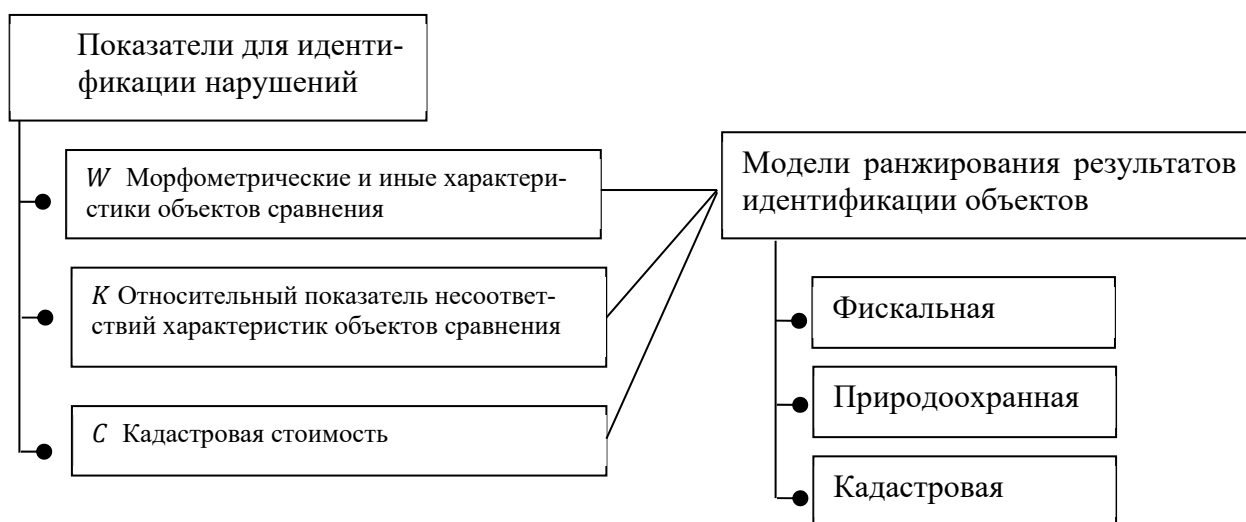 Показатели для иденти-
фикации нарушений
W Морфометрические и иные характери-
стики объектов сравнения
K Относительный показатель несоответ-
ствий характеристик объектов сравнения
C Кадастровая стоимость
Модели ранжирования результатов
идентификации объектов
Фискальная
Природоохранная
Кадастровая